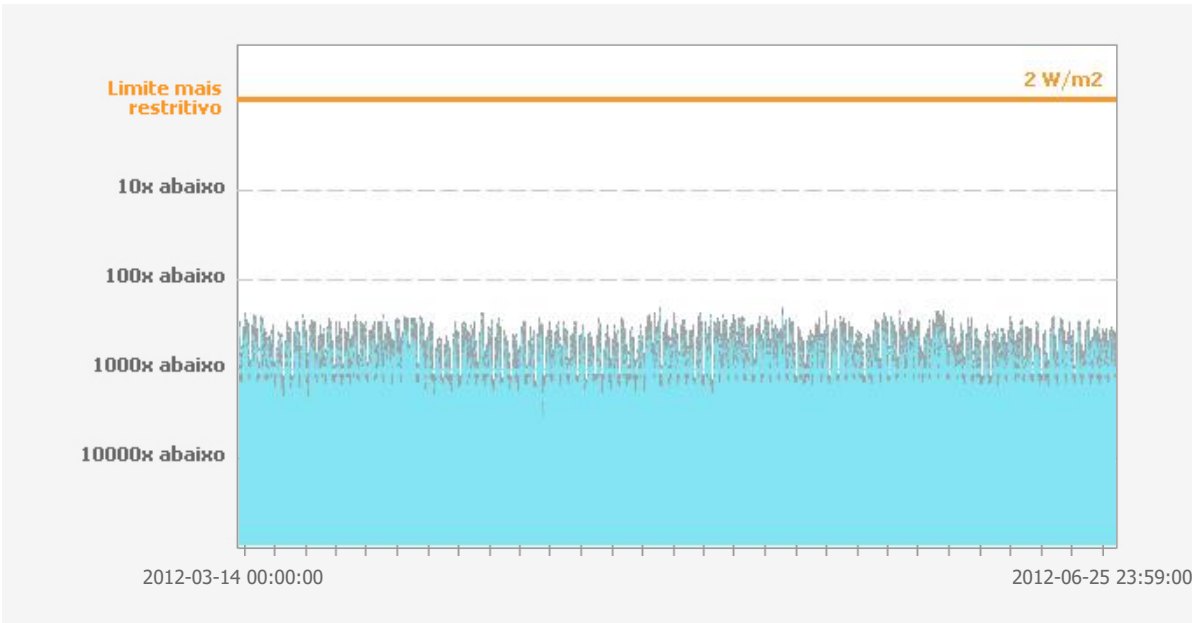 2 W/m2
Limite mais
restritivo
10x abaixo
100x abaixo
1000x abaixo
10000x abaixo
2012-03-14 00:00:00
2012-06-25 23:59:00